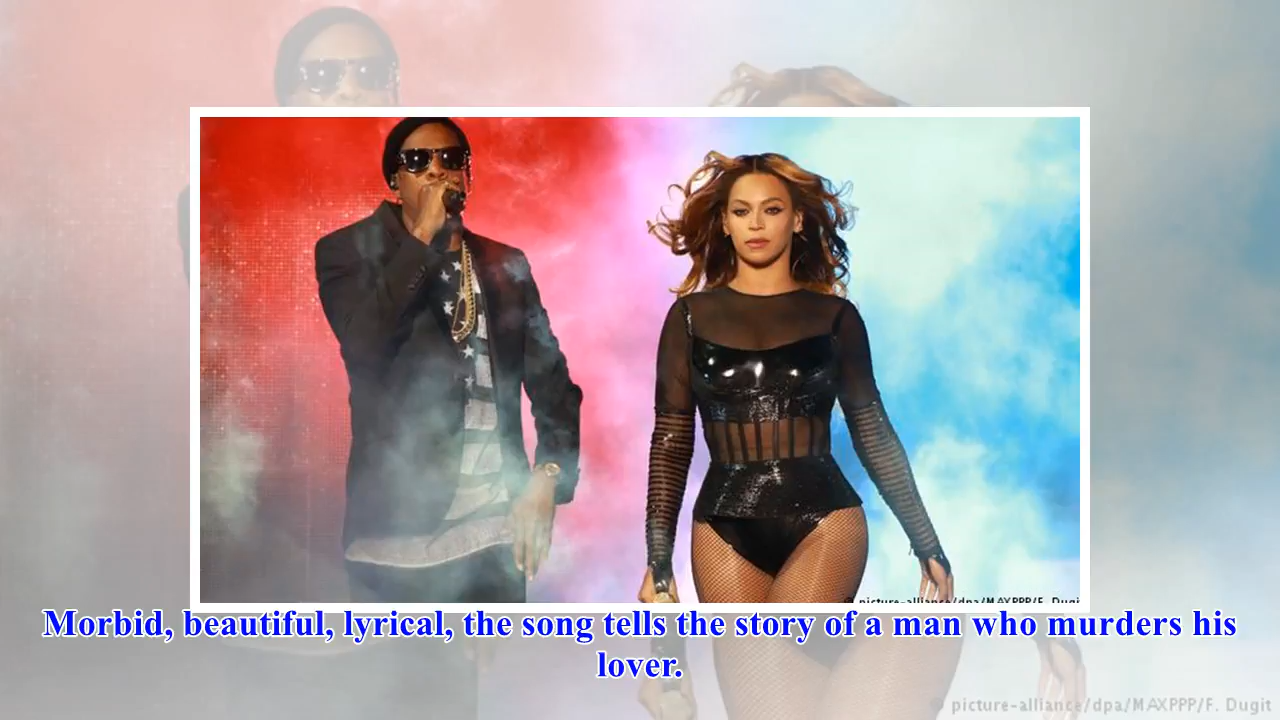 © picture-alliance/dpa/MAXPPP/F. Dugit
Morbid, beautiful, lyrical, the song tells the story of a man who murders his
lover.
© picture-alliance/dpa/MAXPPP/F. Dugit